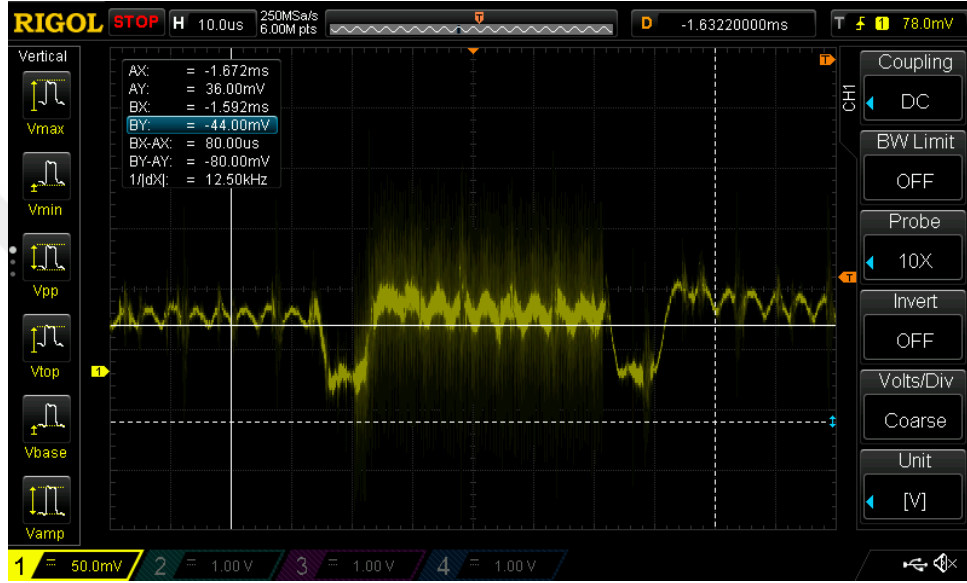 RIGOL STOP H 10.0us 250MSa/s 6.00M pts D -1.63220000ms T 1 78.0mV
Vertical
Vmax
Vmin
Vpp
Vtop
Vbase
Vamp
AX: = -1.672ms
AY: = 36.00mV
BX: = -1.592ms
BY: = -44.00mV
BX-AX: = 80.00us
BY-AY: = -80.00mV
1/|dX|: = 12.50kHz
T
T
1
CH1
Coupling
DC
BW Limit
OFF
Probe
10X
Invert
OFF
Volts/Div
Coarse
Unit
[V]
1 = 50.0mV 2 = 1.00 V 3 = 1.00 V 4 = 1.00 V